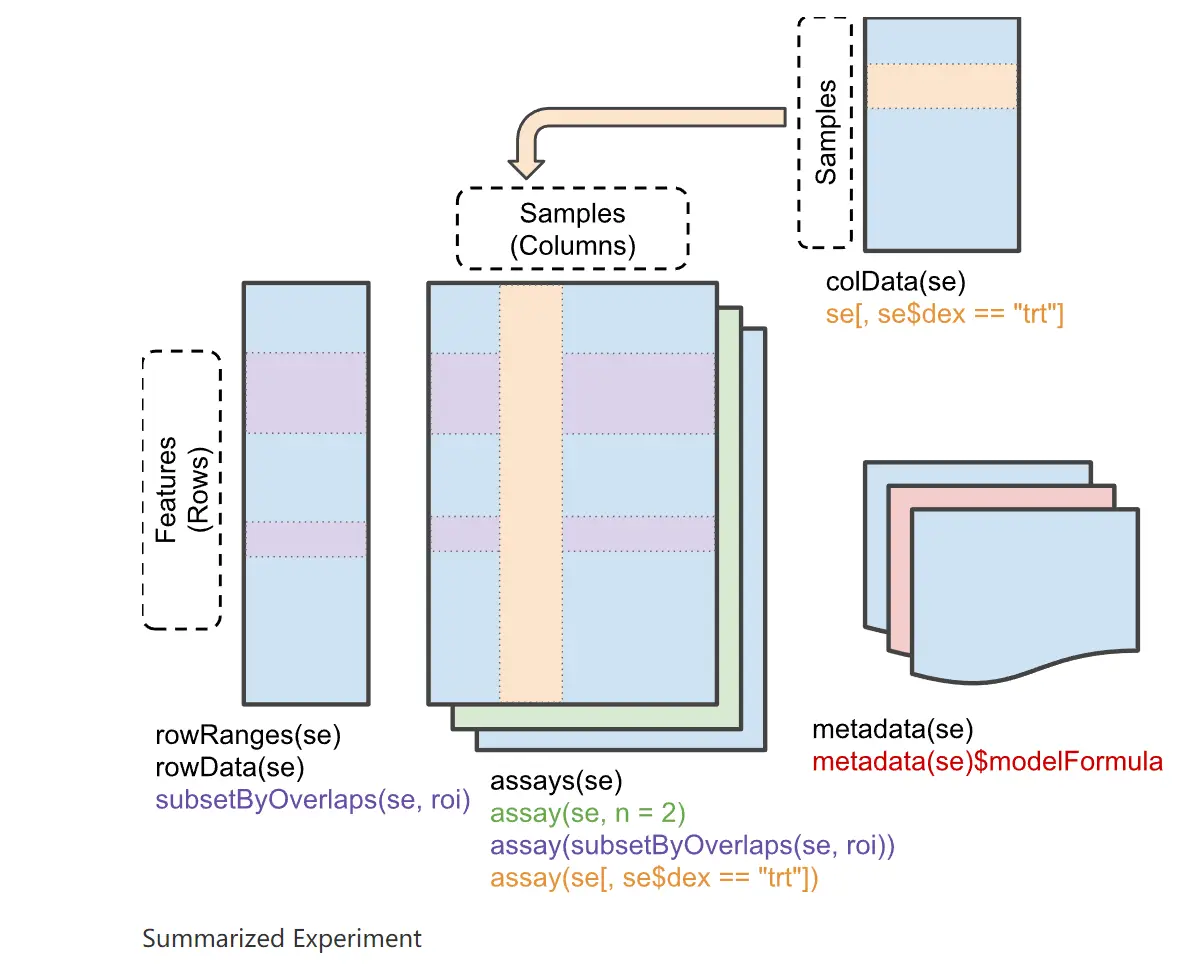 Samples
Samples
(Columns)
colData(se)
se[, se$dex == "trt"]
Features
(Rows)
rowRanges(se)
rowData(se)
subsetByOverlaps(se, roi)
assays(se)
assay(se, n = 2)
assay(subsetByOverlaps(se, roi))
assay(se[, se$dex == "trt"])
metadata(se)
metadata(se)$modelFormula
Summarized Experiment